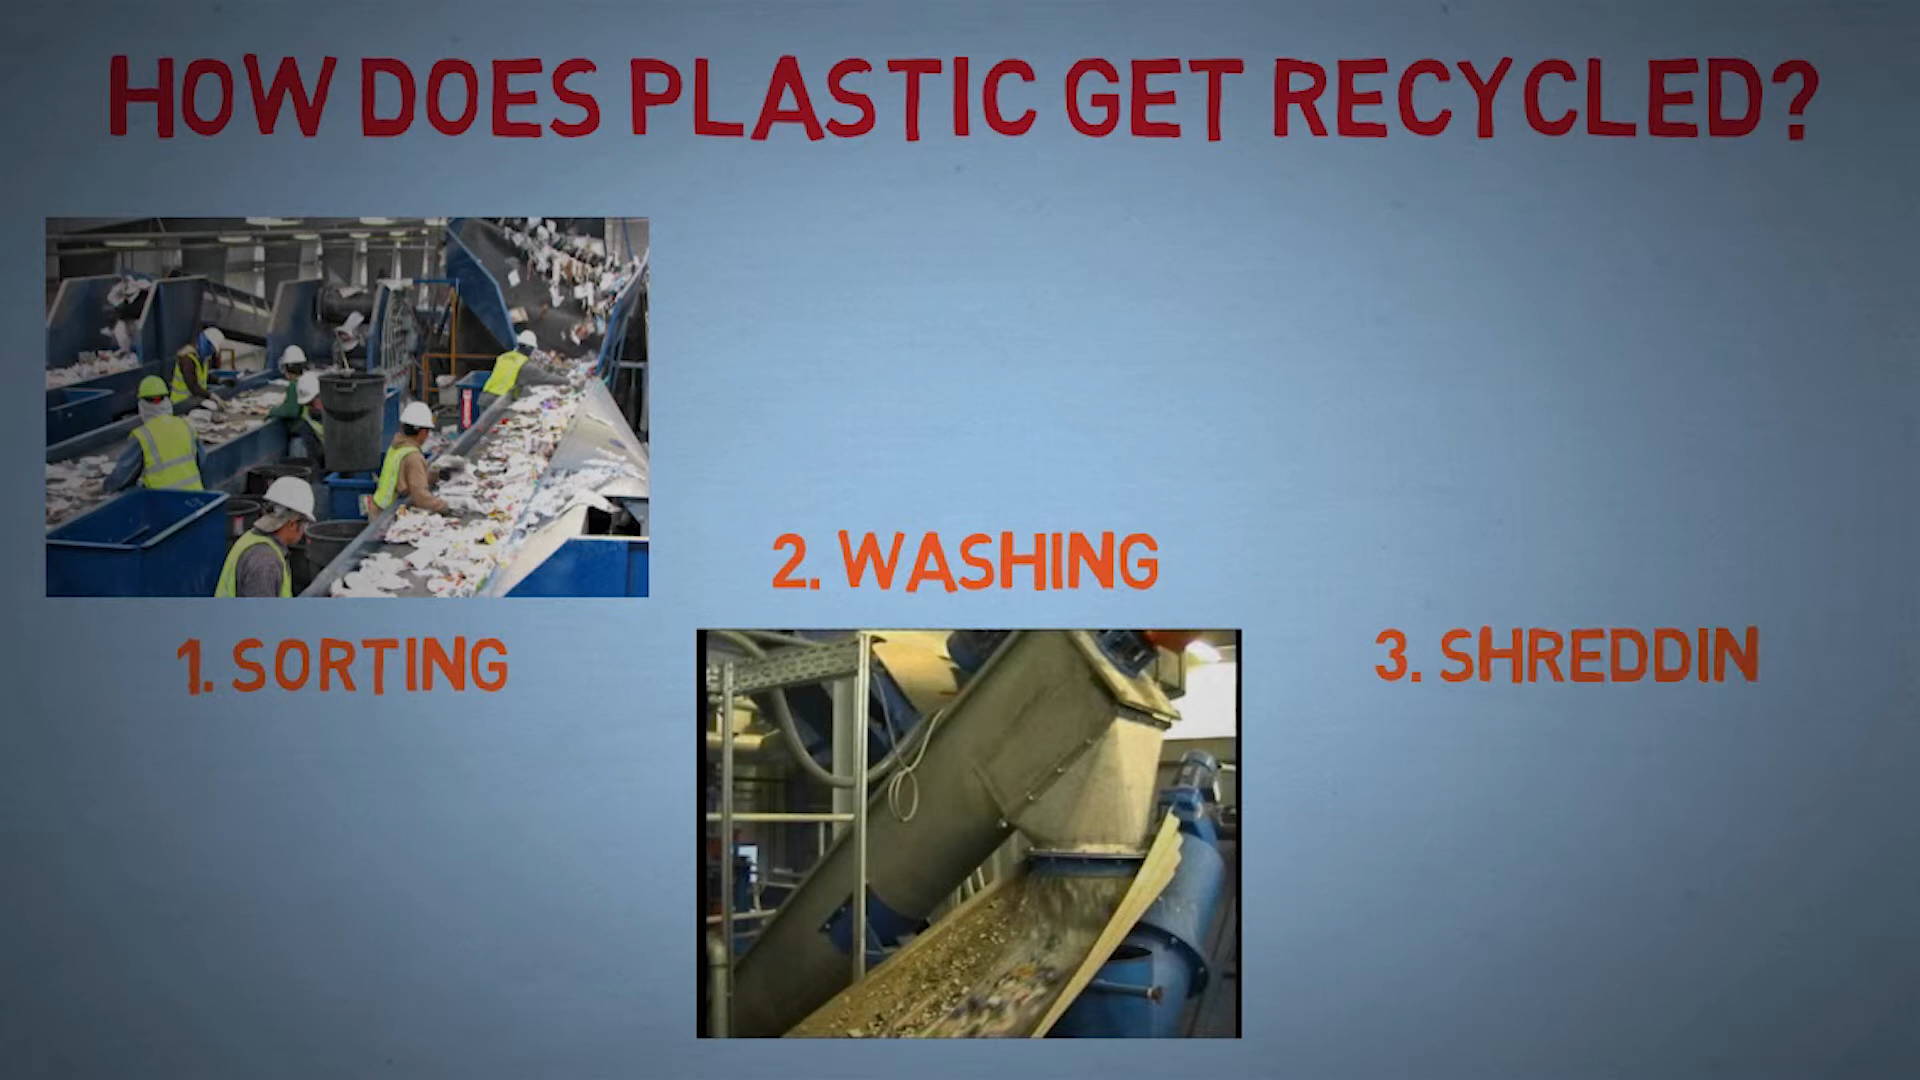 HOW DOES PLASTIC GET RECYCLED?
1. SORTING
2. WASHING
3. SHREDDIN